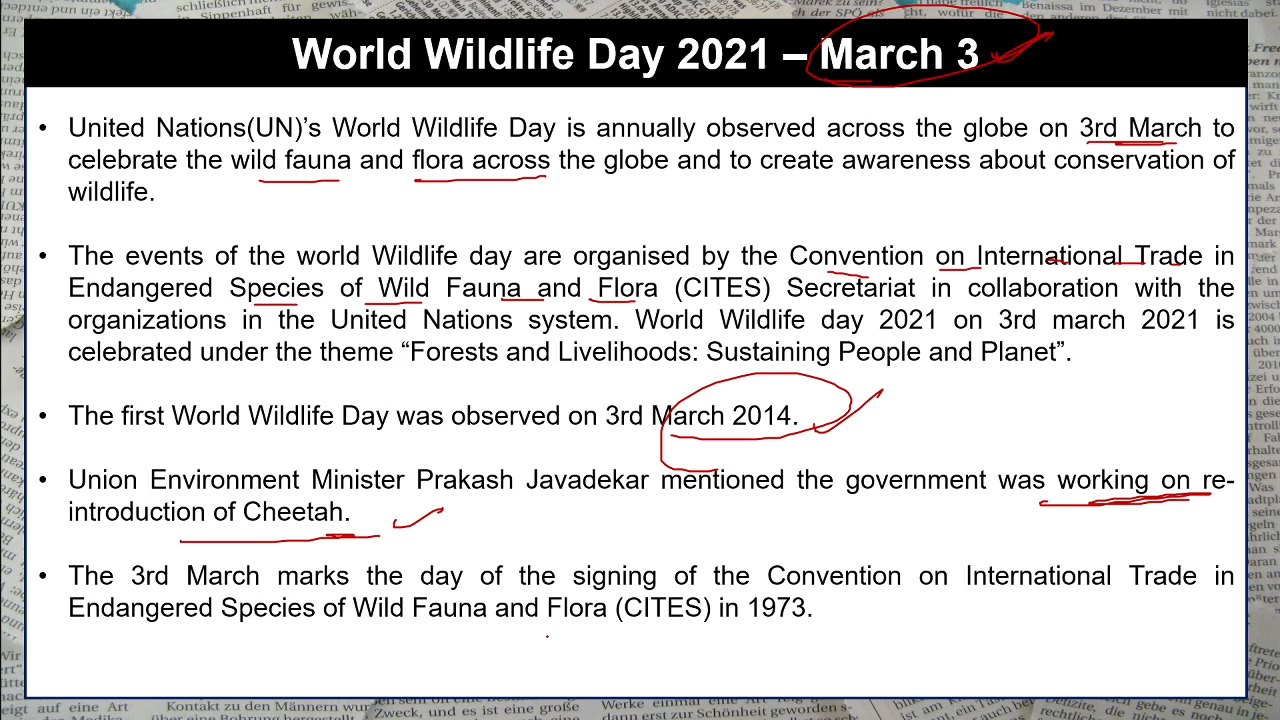 World Wildlife Day 2021 – March 3
• United Nations(UN)’s World Wildlife Day is annually observed across the globe on 3rd March to
celebrate the wild fauna and flora across the globe and to create awareness about conservation of
wildlife.
• The events of the world Wildlife day are organised by the Convention on International Trade in
Endangered Species of Wild Fauna and Flora (CITES) Secretariat in collaboration with the
organizations in the United Nations system. World Wildlife day 2021 on 3rd march 2021 is
celebrated under the theme “Forests and Livelihoods: Sustaining People and Planet”.
• The first World Wildlife Day was observed on 3rd March 2014.
• Union Environment Minister Prakash Javadekar mentioned the government was working on re-
introduction of Cheetah.
• The 3rd March marks the day of the signing of the Convention on International Trade in
Endangered Species of Wild Fauna and Flora (CITES) in 1973.